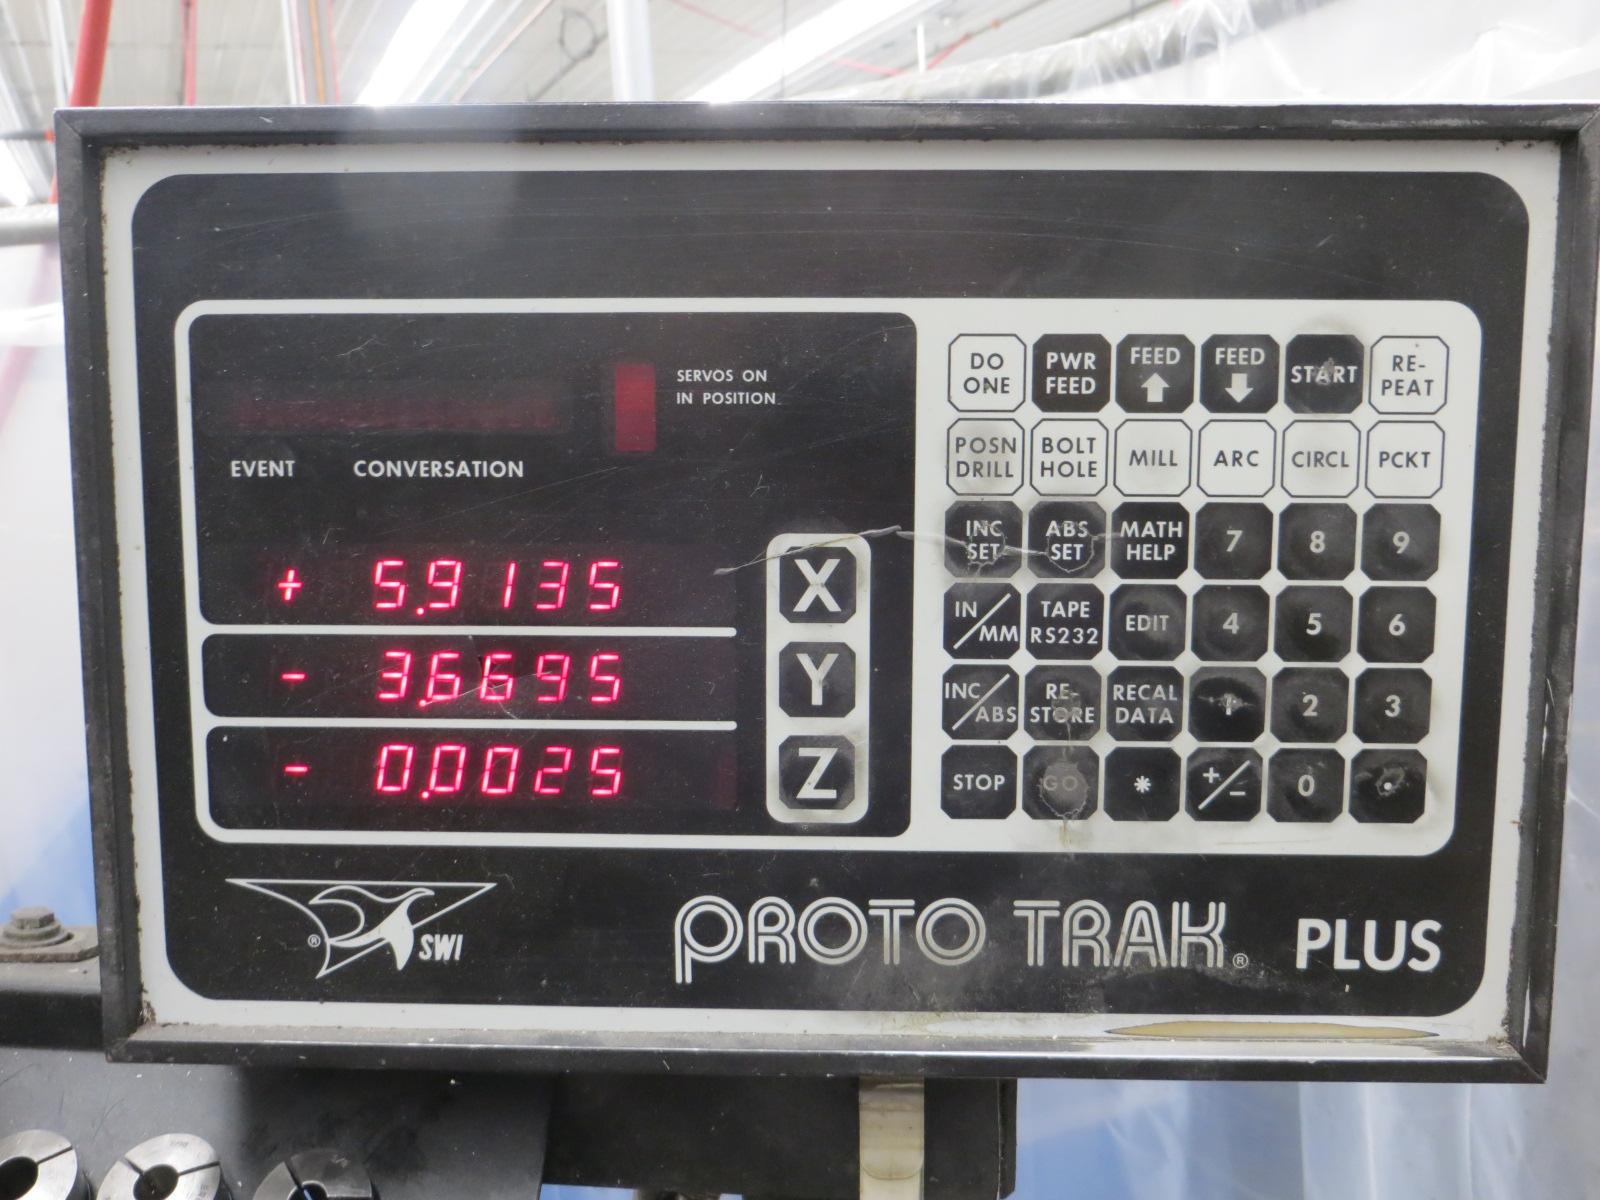 SERVOS ON
IN POSITION
EVENT CONVERSATION
+ 5.9135
- 3.6695
- 0.0025
X
Y
Z
DO ONE PWR FEED FEED FEED START RE-PEAT
POSN DRILL BOLT HOLE MILL ARC CIRCL PCKT
INC SET ABS SET MATH HELP 7 8 9
IN/MM TAPE RS232 EDIT 4 5 6
INC/ABS RE-STORE RECAL DATA 1 2 3
STOP GO * +/- 0 .
® SWI
PROTO TRAK® PLUS